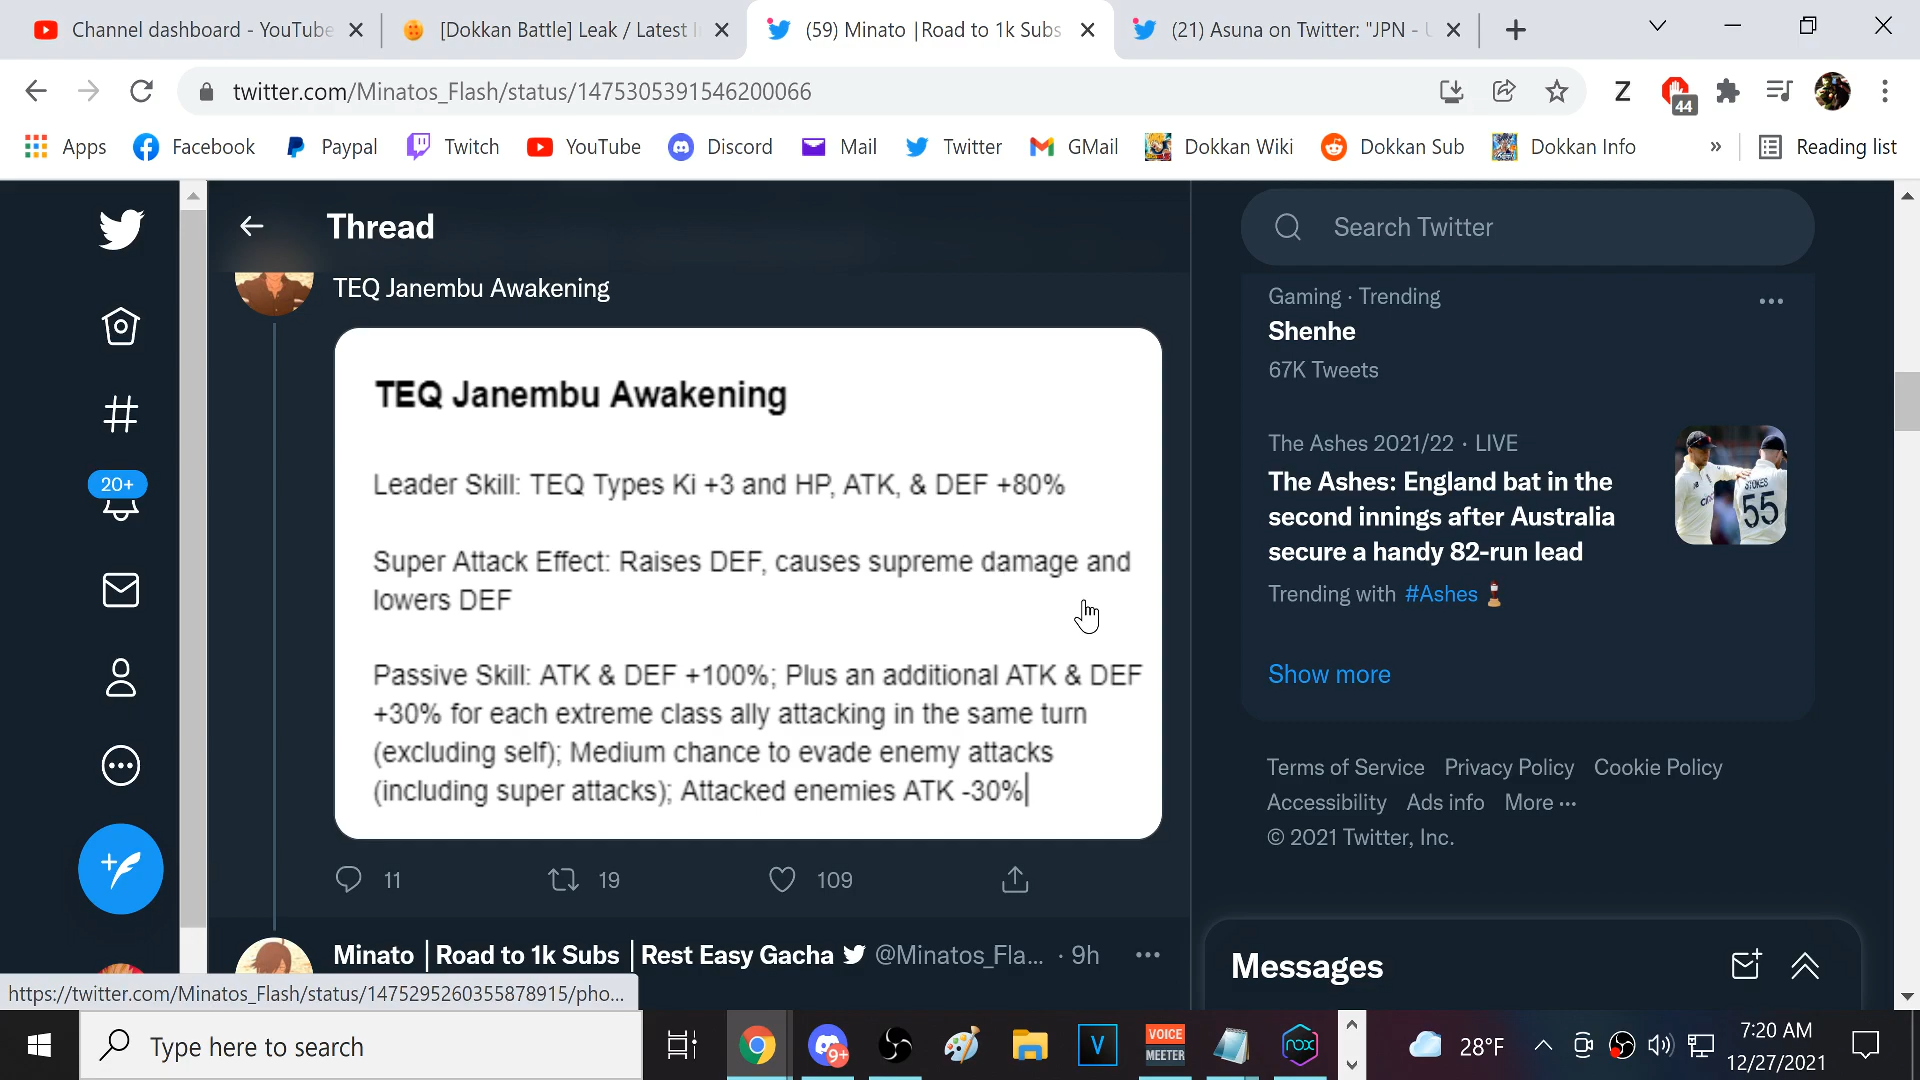 Channel dashboard - YouTube
[Dokkan Battle] Leak / Latest I
(59) Minato | Road to 1k Subs
(21) Asuna on Twitter: "JPN -
twitter.com/Minatos_Flash/status/1475305391546200066
Z
44
Apps
Facebook
Paypal
Twitch
YouTube
Discord
Mail
Twitter
GMail
Dokkan Wiki
Dokkan Sub
Dokkan Info
»
Reading list
Thread
TEQ Janembu Awakening
TEQ Janembu Awakening
Leader Skill: TEQ Types Ki +3 and HP, ATK, & DEF +80%
Super Attack Effect: Raises DEF, causes supreme damage and
lowers DEF
Passive Skill: ATK & DEF +100%; Plus an additional ATK & DEF
+30% for each extreme class ally attacking in the same turn
(excluding self); Medium chance to evade enemy attacks
(including super attacks); Attacked enemies ATK -30%
11
19
109
Minato | Road to 1k Subs | Rest Easy Gacha @Minatos_Fla... · 9h
20+
Search Twitter
Gaming · Trending
Shenhe
67K Tweets
The Ashes 2021/22 · LIVE
The Ashes: England bat in the
second innings after Australia
secure a handy 82-run lead
Trending with #Ashes
STOKES
55
Show more
Terms of Service Privacy Policy Cookie Policy
Accessibility Ads info More ...
© 2021 Twitter, Inc.
Messages
https://twitter.com/Minatos_Flash/status/1475295260355878915/pho...
Type here to search
9+
V
VOICE
MEETER
nox
28°F
7:20 AM
12/27/2021